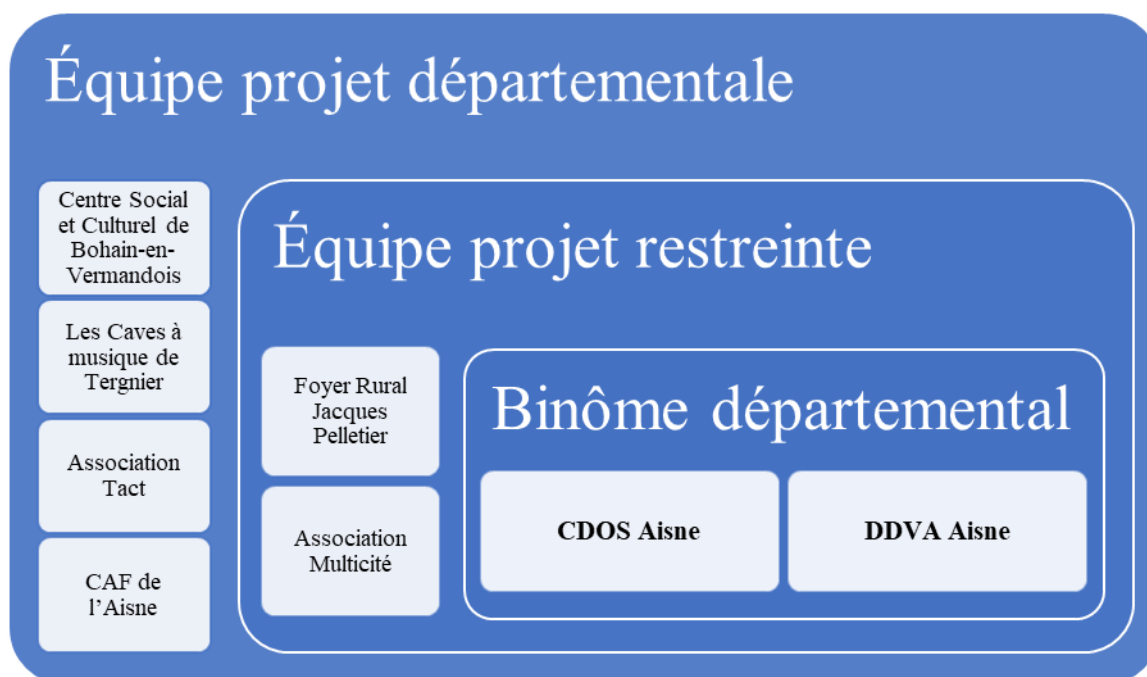 Équipe projet départementale
Centre Social
et Culturel de
Bohain-en-
Vermandois
Les Caves à
musique de
Tergnier
Association
Tact
CAF de
l’Aisne
Équipe projet restreinte
Foyer Rural
Jacques
Pelletier
Association
Multicité
Binôme départemental
CDOS Aisne
DDVA Aisne